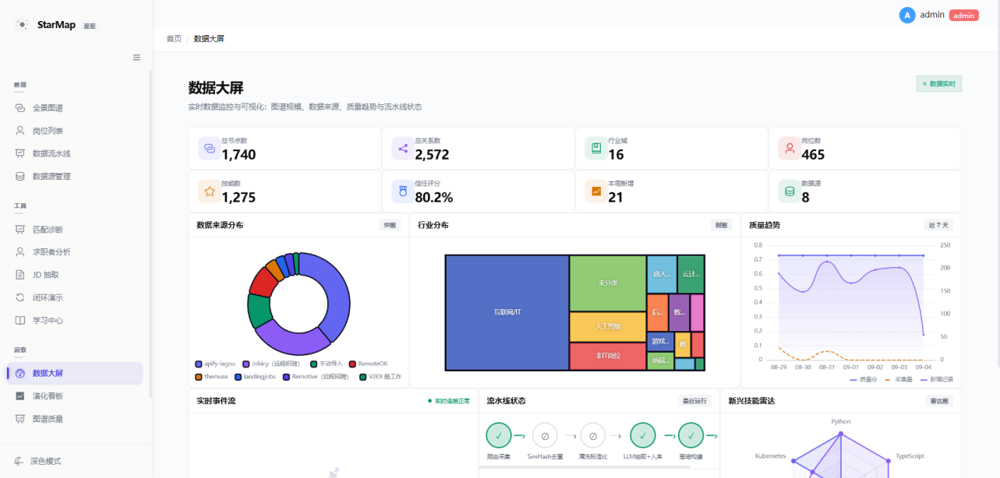 StarMap 星图
admin admin
A
首页 / 数据大屏
数据
全景图谱
岗位列表
数据流水线
数据源管理
工具
匹配诊断
求职者分析
JD 抽取
闭环演示
学习中心
洞察
数据大屏
演化看板
图谱质量
深色模式
数据大屏
数据实时
实时数据监控与可视化：图谱规模、数据来源、质量趋势与流水线状态
总节点数
1,740
总关系数
2,572
行业域
16
岗位数
465
技能数
1,275
信任评分
80.2%
本周新增
21
数据源
8
数据来源分布 饼图
apify-lagou Jobicy（远程招聘） 手动导入 RemoteOK
themuse landingjobs Remotive（远程招聘） V2EX 酷工作
行业分布 树图
互联网/IT
未分类
人工智能
非IT岗位
嵌入...
云计...
后...
数...
游戏...
数
前端...
质量趋势 近 7 天
0.8
0.7
0.6
0.5
0.4
0.3
0.2
0.1
0
250
200
150
100
50
0
08-29 08-30 08-31 09-01 09-02 09-03 09-04
质量分 采集量 新增记录
实时事件流 实时连接正常
流水线状态 最近运行
爬虫采集 SimHash去重 清洗标准化 LLM抽取+入库 图谱构建
新兴技能雷达 雷达图
Python
Kubernetes
TypeScript